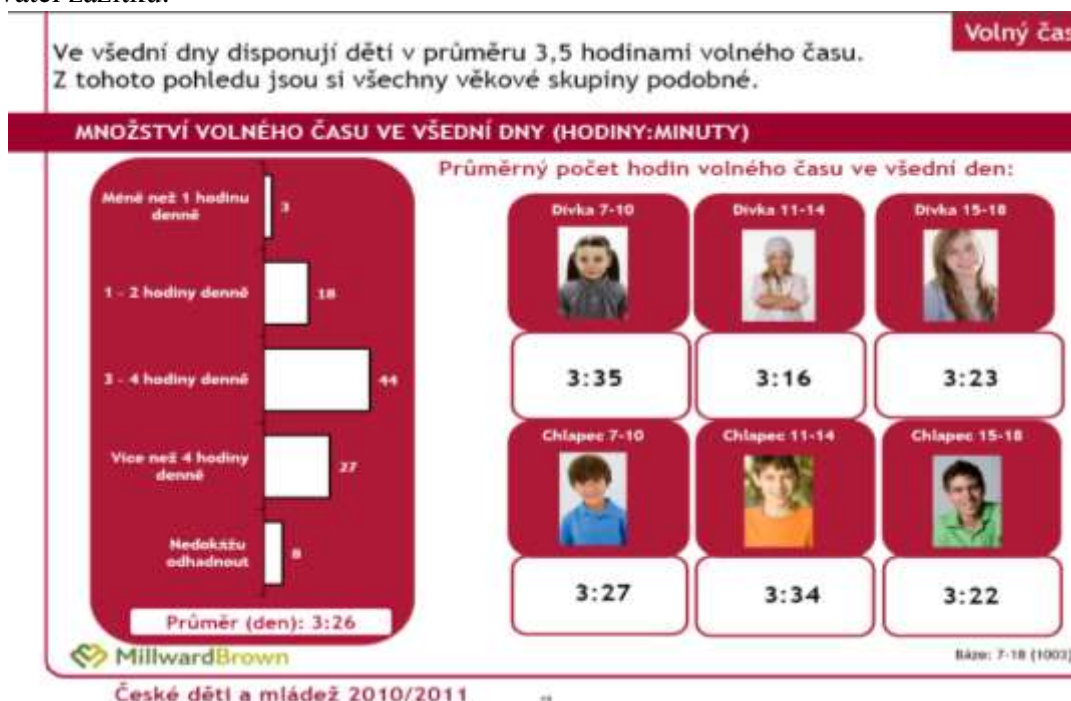 Volný čas
Ve všední dny disponují děti v průměru 3,5 hodinami volného času.
Z tohoto pohledu jsou si všechny věkové skupiny podobné.
MNOŽSTVÍ VOLNÉHO ČASU VE VŠEDNÍ DNY (HODINY:MINUTY)
Méně než 1 hodinu
denně
3
1 - 2 hodiny denně
18
3 - 4 hodiny denně
44
Více než 4 hodiny
denně
27
Nedokážu
odhadnout
8
Průměr (den): 3:26
Průměrný počet hodin volného času ve všední den:
Dívka 7-10
Dívka 11-14
Dívka 15-18
3:35
3:16
3:23
Chlapec 7-10
Chlapec 11-14
Chlapec 15-18
3:27
3:34
3:22
MillwardBrown
Báze: 7-18 (1003)
České děti a mládež 2010/2011